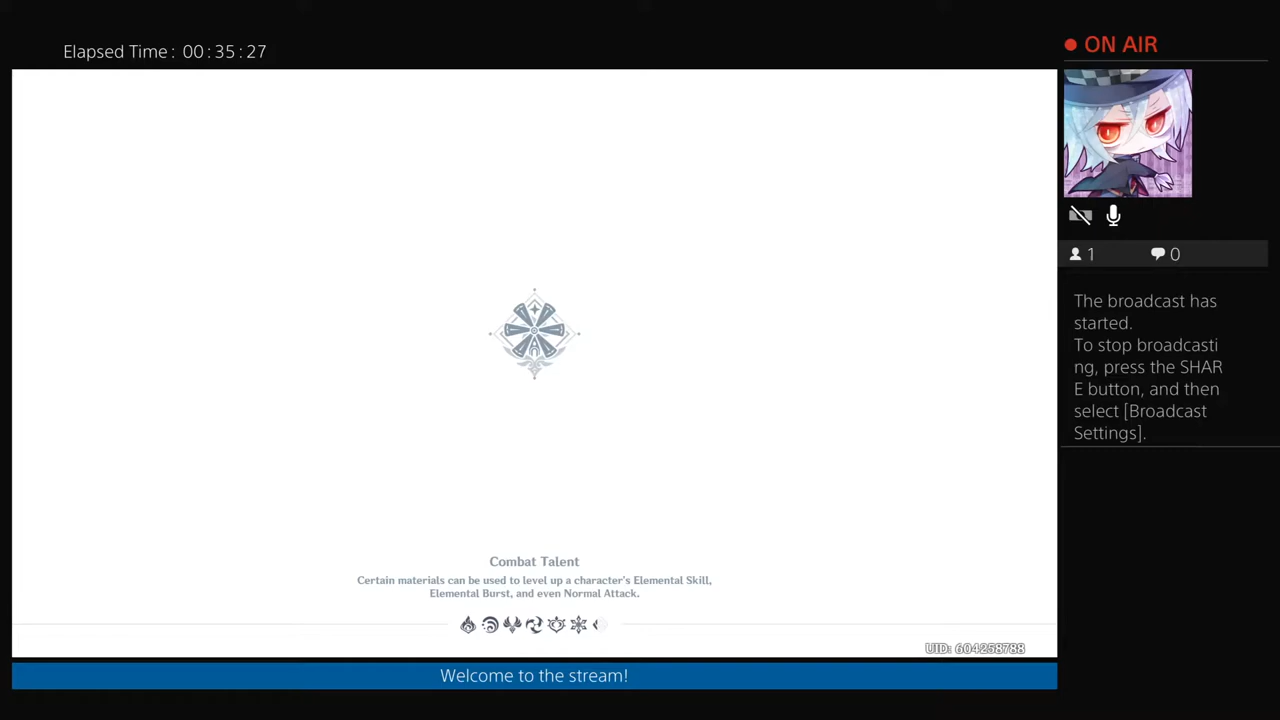 Elapsed Time: 00:35:27
ON AIR
1
0
The broadcast has
started.
To stop broadcasti
ng, press the SHAR
E button, and then
select [Broadcast
Settings].
Combat Talent
Certain materials can be used to level up a character's Elemental Skill,
Elemental Burst, and even Normal Attack.
UID: 604258788
Welcome to the stream!